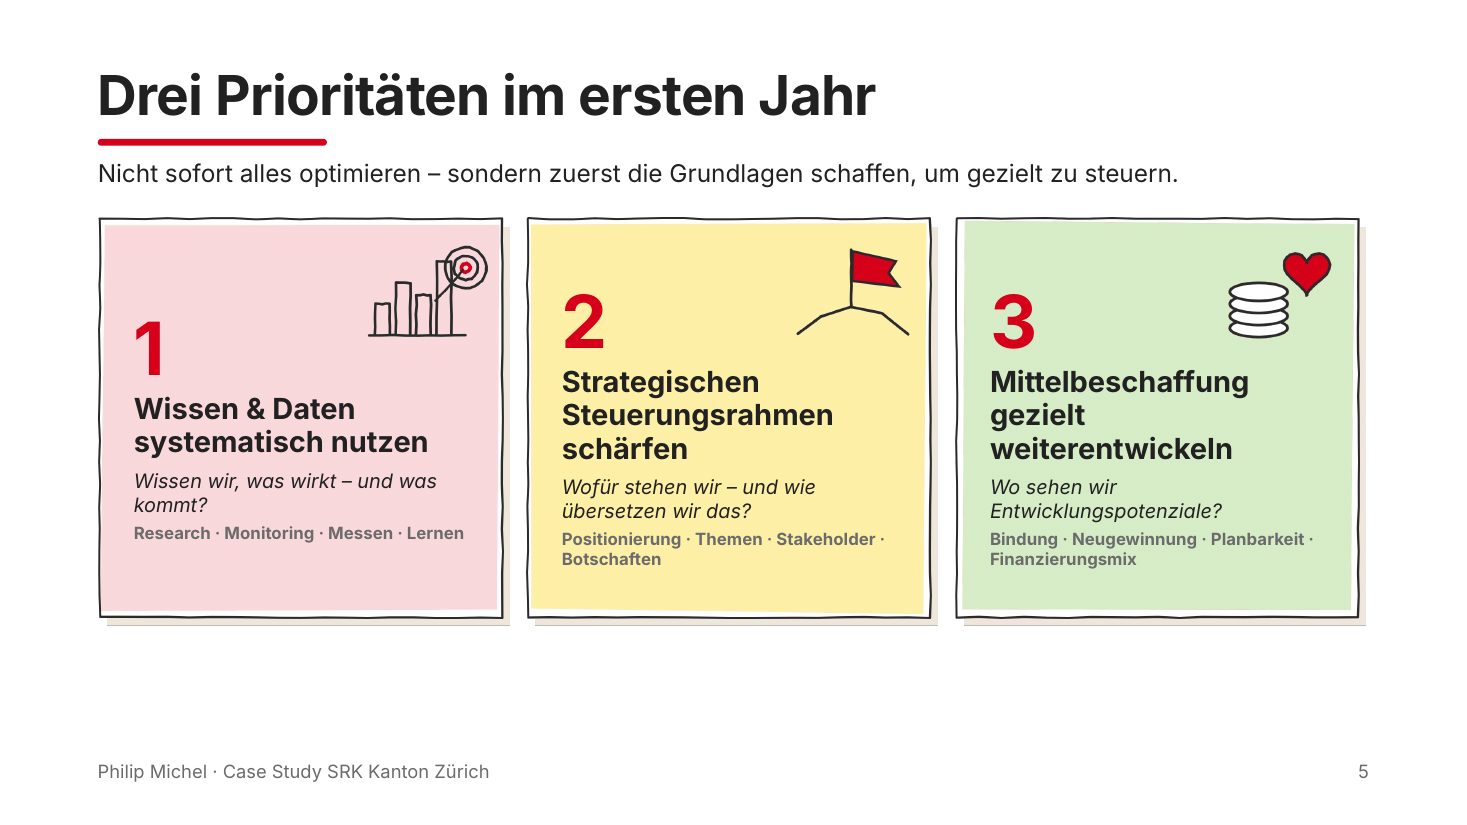 Drei Prioritäten im ersten Jahr
Nicht sofort alles optimieren – sondern zuerst die Grundlagen schaffen, um gezielt zu steuern.
1
Wissen & Daten
systematisch nutzen
Wissen wir, was wirkt – und was
kommt?
Research · Monitoring · Messen · Lernen
2
Strategischen
Steuerungsrahmen
schärfen
Wofür stehen wir – und wie
übersetzen wir das?
Positionierung · Themen · Stakeholder ·
Botschaften
3
Mittelbeschaffung
gezielt
weiterentwickeln
Wo sehen wir
Entwicklungspotenziale?
Bindung · Neugewinnung · Planbarkeit ·
Finanzierungsmix
Philip Michel · Case Study SRK Kanton Zürich
5